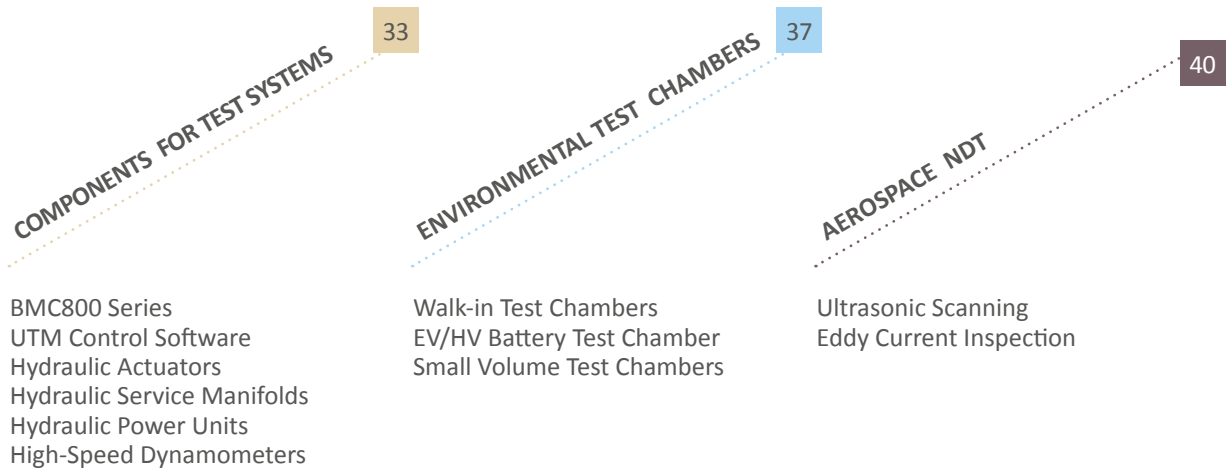 33
COMPONENTS FOR TEST SYSTEMS
BMC800 Series
UTM Control Software
Hydraulic Actuators
Hydraulic Service Manifolds
Hydraulic Power Units
High-Speed Dynamometers
37
ENVIRONMENTAL TEST CHAMBERS
Walk-in Test Chambers
EV/HV Battery Test Chamber
Small Volume Test Chambers
40
AEROSPACE NDT
Ultrasonic Scanning
Eddy Current Inspection